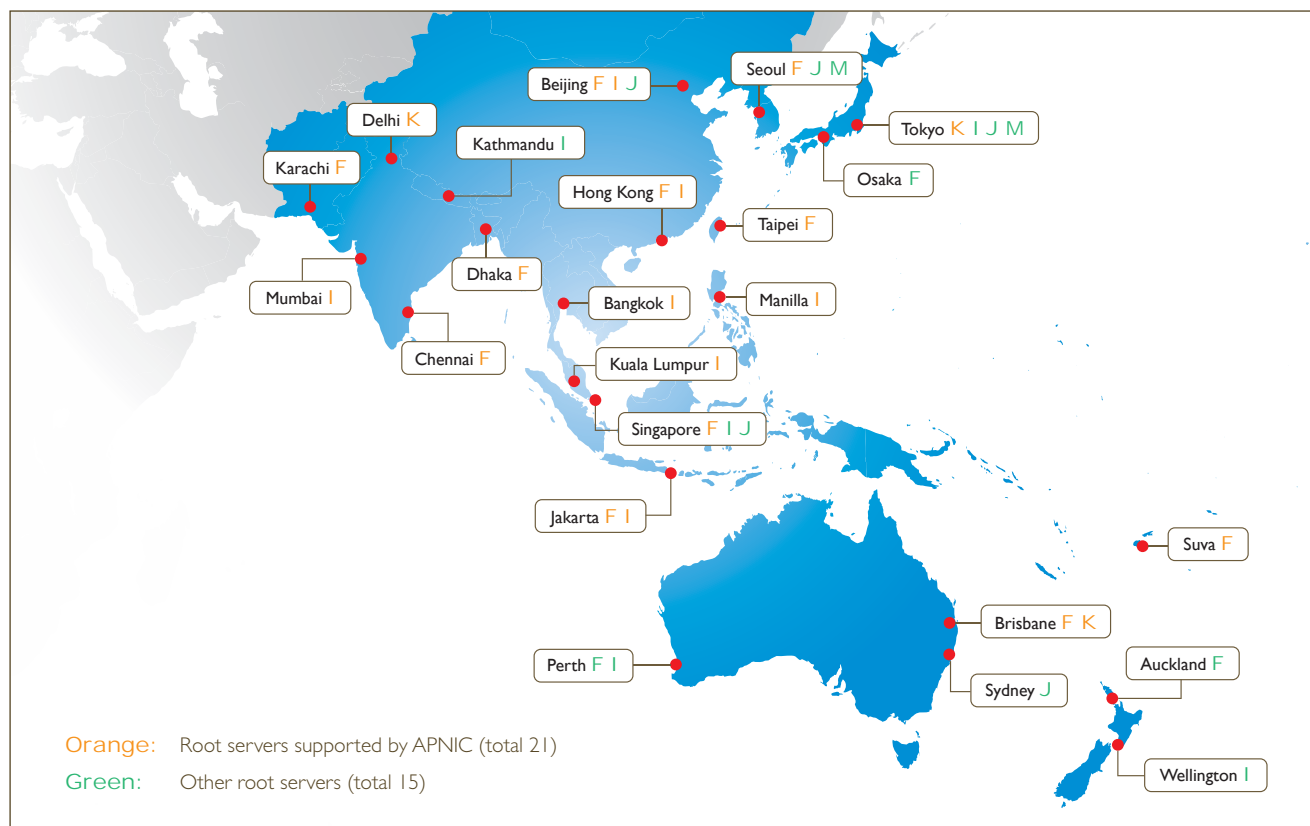 Seoul F J M
Beijing F I J
Delhi K
Tokyo K I J M
Kathmandu I
Karachi F
Osaka F
Hong Kong F I
Taipei F
Dhaka F
Mumbai I
Bangkok I
Manilla I
Chennai F
Kuala Lumpur I
Singapore F I J
Jakarta F I
Suva F
Brisbane F K
Perth F I
Auckland F
Sydney J
Orange: Root servers supported by APNIC (total 21)
Green: Other root servers (total 15)
Wellington I